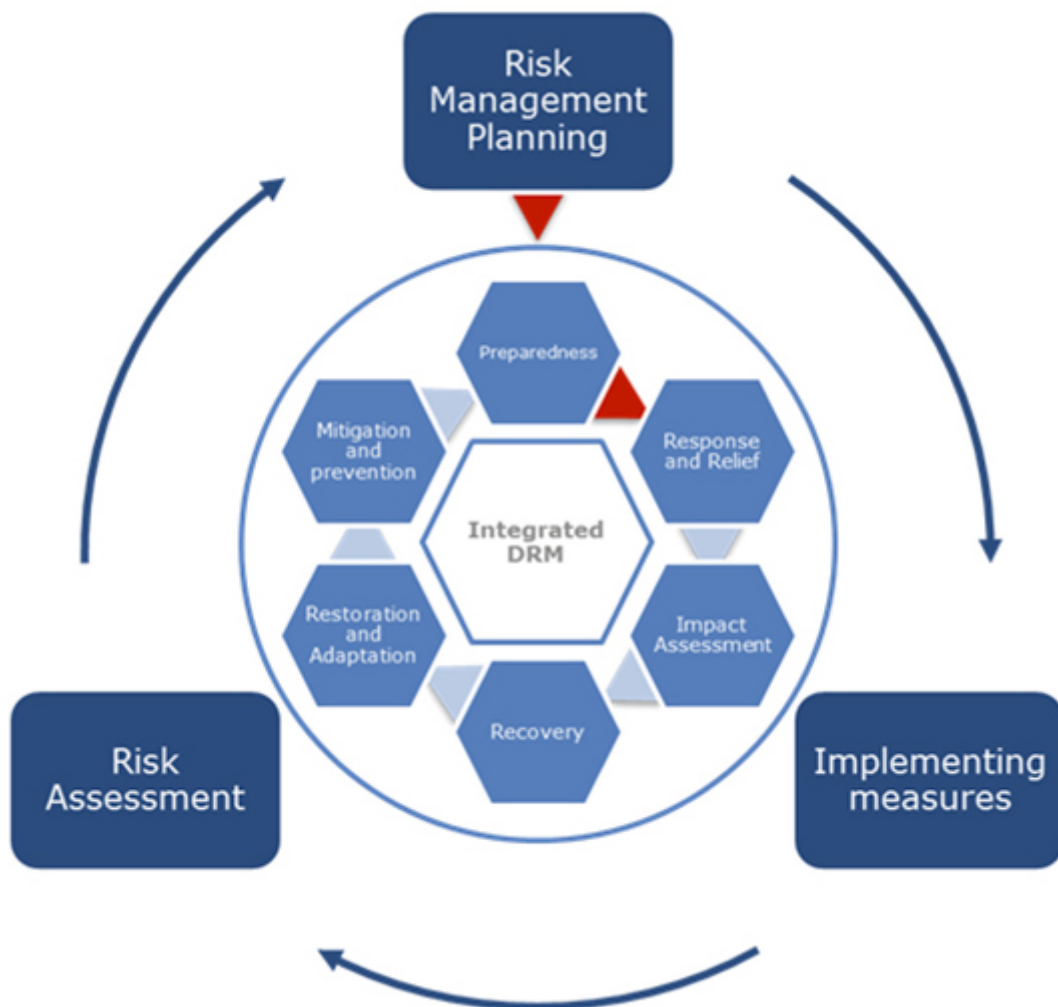 Risk
Management
Planning
Preparedness
Mitigation
and
prevention
Response
and Relief
Integrated
DRM
Restoration
and
Adaptation
Impact
Assessment
Recovery
Risk
Assessment
Implementing
measures